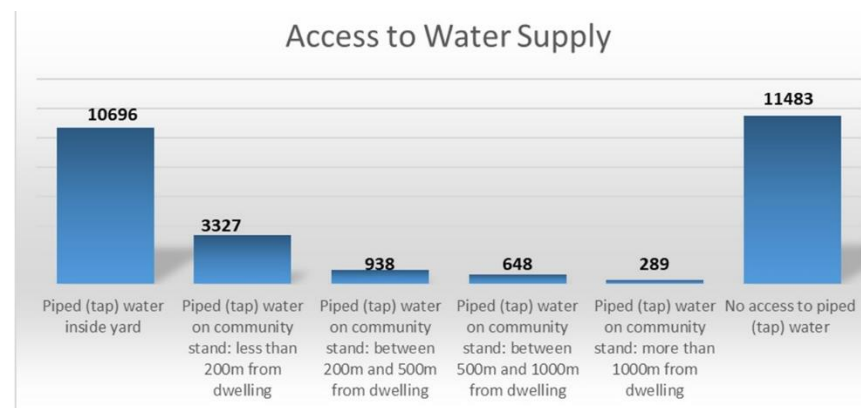 Access to Water Supply
10696
3327
938
648
289
11483
Piped (tap) water
inside yard
Piped (tap) water
on community
stand: less than
200m from
dwelling
Piped (tap) water
on community
stand: between
200m and 500m
from dwelling
Piped (tap) water
on community
stand: between
500m and 1000m
from dwelling
Piped (tap) water
on community
stand: more than
1000m from
dwelling
No access to piped
(tap) water